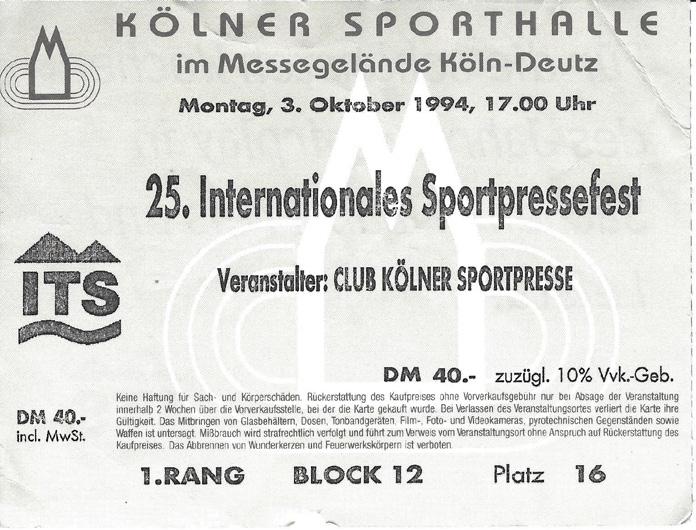 KÖLNER SPORTHALLE
im Messegelände Köln-Deutz
Montag, 3. Oktober 1994, 17.00 Uhr
25. Internationales Sportpressefest
ITS
Veranstalter: CLUB KÖLNER SPORTPRESSE
DM 40.- zuzügl. 10% Vvk.-Geb.
DM 40.-
incl. MwSt.
Keine Haftung für Sach- und Körperschäden. Rückerstattung des Kaufpreises ohne Vorverkaufsgebühr nur bei Absage der Veranstaltung
innerhalb 2 Wochen über die Vorverkaufsstelle, bei der die Karte gekauft wurde. Bei Verlassen des Veranstaltungsortes verliert die Karte ihre
Gültigkeit. Das Mitbringen von Glasbehältern, Dosen, Tonbandgeräten, Film-, Foto- und Videokameras, pyrotechnischen Gegenständen sowie
Waffen ist untersagt. Mißbrauch wird strafrechtlich verfolgt und führt zum Verweis vom Veranstaltungsort ohne Anspruch auf Rückerstattung des
Kaufpreises. Das Abbrennen von Wunderkerzen und Feuerwerkskörpern ist verboten.
1.RANG BLOCK 12 Platz 16